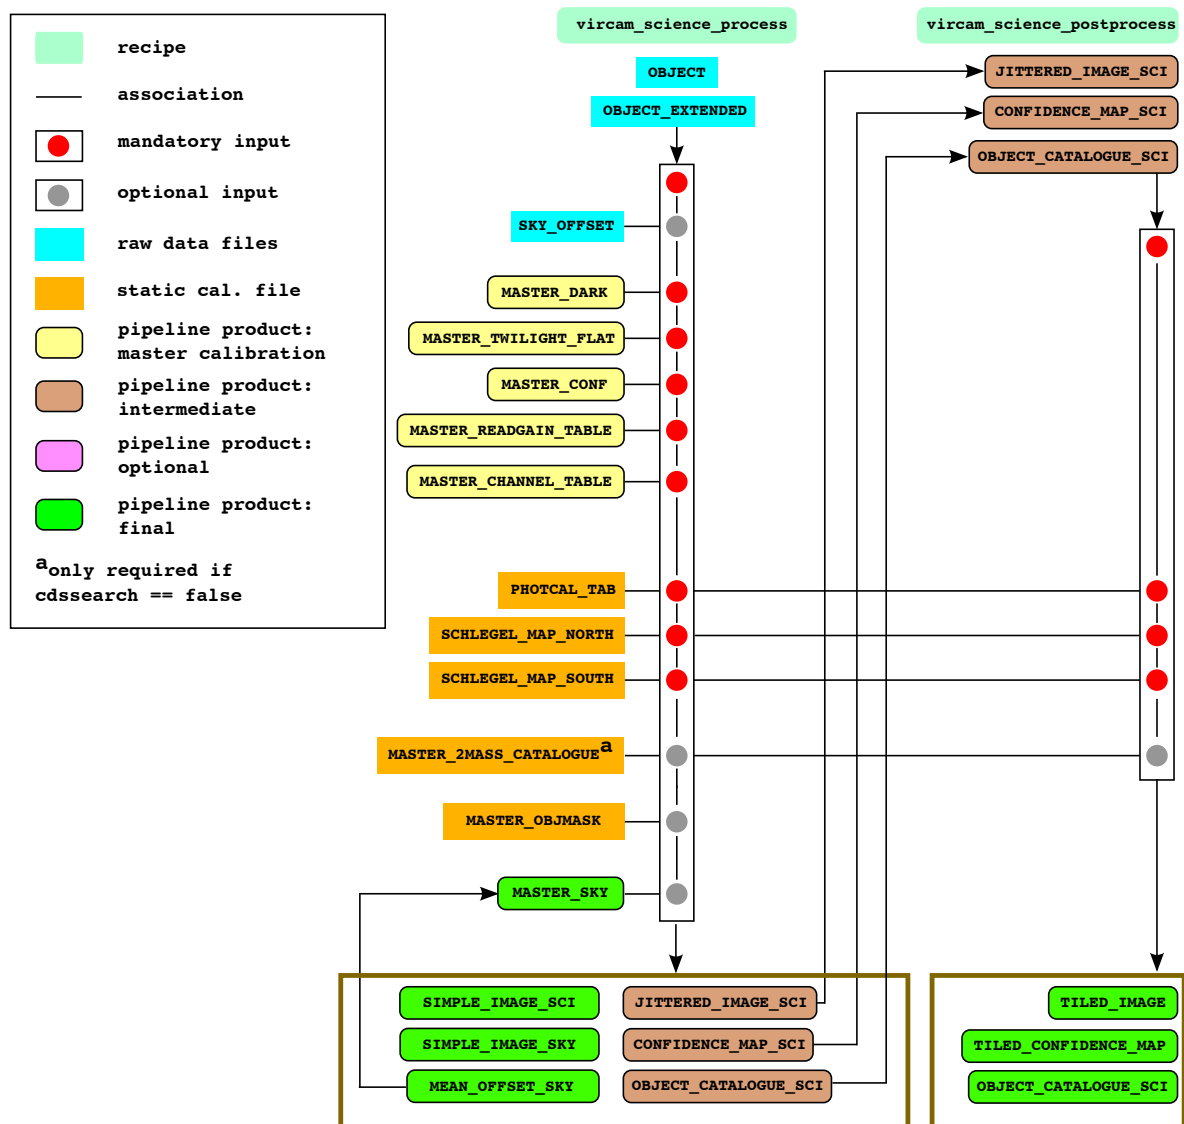 recipe
association
mandatory input
optional input
raw data files
static cal. file
pipeline product:
master calibration
pipeline product:
intermediate
pipeline product:
optional
pipeline product:
final
a only required if
cdssearch == false
vircam_science_process
OBJECT
OBJECT_EXTENDED
SKY_OFFSET
MASTER_DARK
MASTER_TWILIGHT_FLAT
MASTER_CONF
MASTER_READGAIN_TABLE
MASTER_CHANNEL_TABLE
PHOTCAL_TAB
SCHLEGEL_MAP_NORTH
SCHLEGEL_MAP_SOUTH
MASTER_2MASS_CATALOGUE a
MASTER_OBJMASK
MASTER_SKY
SIMPLE_IMAGE_SCI
SIMPLE_IMAGE_SKY
MEAN_OFFSET_SKY
JITTERED_IMAGE_SCI
CONFIDENCE_MAP_SCI
OBJECT_CATALOGUE_SCI
vircam_science_postprocess
JITTERED_IMAGE_SCI
CONFIDENCE_MAP_SCI
OBJECT_CATALOGUE_SCI
TILED_IMAGE
TILED_CONFIDENCE_MAP
OBJECT_CATALOGUE_SCI